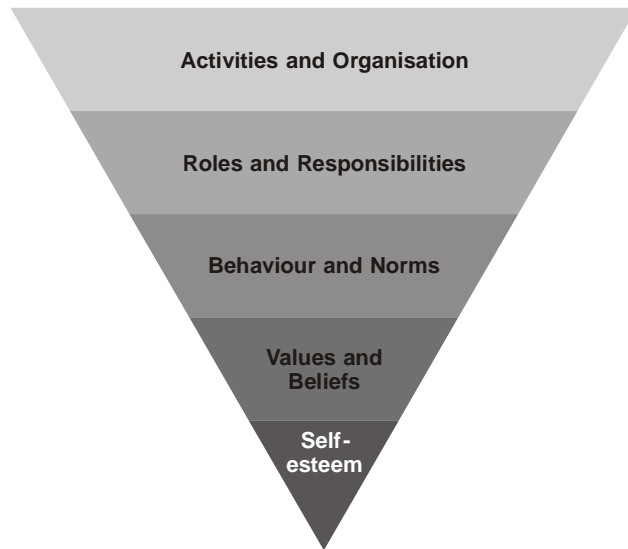 Activities and Organisation
Roles and Responsibilities
Behaviour and Norms
Values and
Beliefs
Self-
esteem